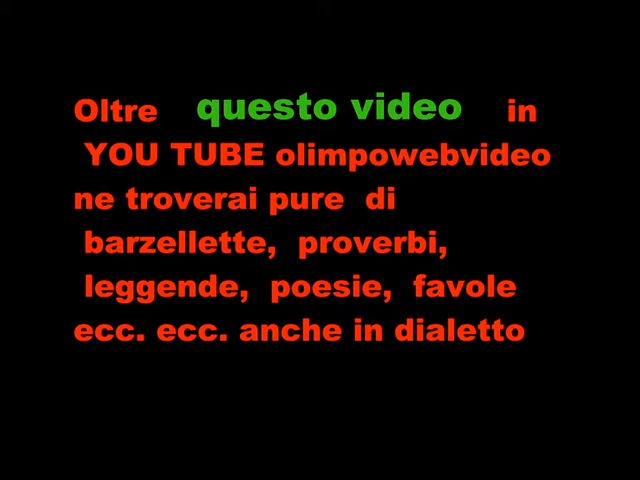 Oltre questo video in
YOU TUBE olimpowebvideo
ne troverai pure di
barzellette, proverbi,
leggende, poesie, favole
ecc. ecc. anche in dialetto